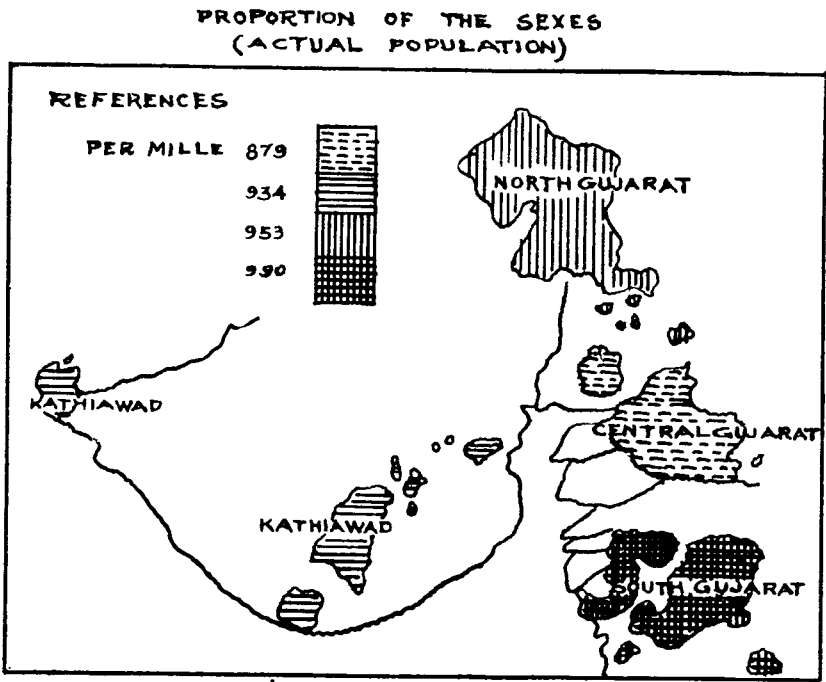 PROPORTION OF THE SEXES
(ACTUAL POPULATION)
REFERENCES
PER MILLE 879
934
953
990
NORTH GUJARAT
KATHIAWAD
CENTRAL GUJARAT
KATHIAWAD
SOUTH GUJARAT